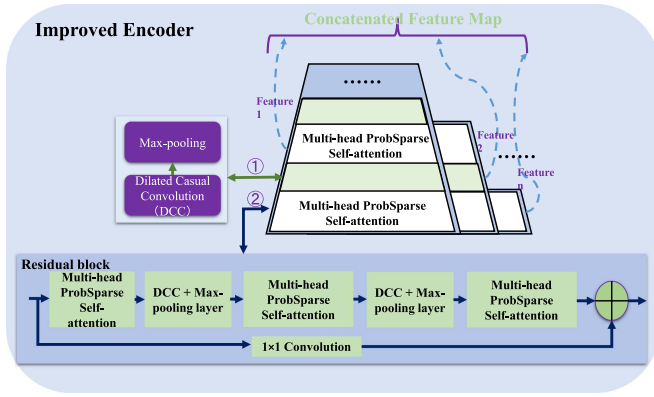 Improved Encoder
Concatenated Feature Map
......
Feature
1
Max-pooling
Multi-head ProbSparse
Self-attention
Feature
2
......
①
Dilated Casual
Convolution
(DCC)
Feature
n
②
Multi-head ProbSparse
Self-attention
Residual block
Multi-head
ProbSparse
Self-
attention
DCC + Max-
pooling layer
Multi-head
ProbSparse
Self-attention
DCC + Max-
pooling layer
Multi-head
ProbSparse
Self-attention
1×1 Convolution